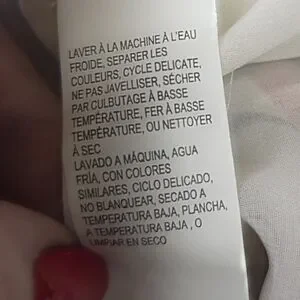 LAVER À LA MACHINE À L'EAU
FROIDE, SEPARER LES
COULEURS, CYCLE DELICATE,
NE PAS JAVELLISER, SÉCHER
PAR CULBUTAGE À BASSE
TEMPÉRATURE, FER À BASSE
TEMPÉRATURE, OU NETTOYER
À SEC
LAVADO A MÁQUINA, AGUA
FRÍA, CON COLORES
SIMILARES, CICLO DELICADO,
NO BLANQUEAR, SECADO A
TEMPERATURA BAJA, PLANCHA,
A TEMPERATURA BAJA , O
LIMPIAR EN SECO